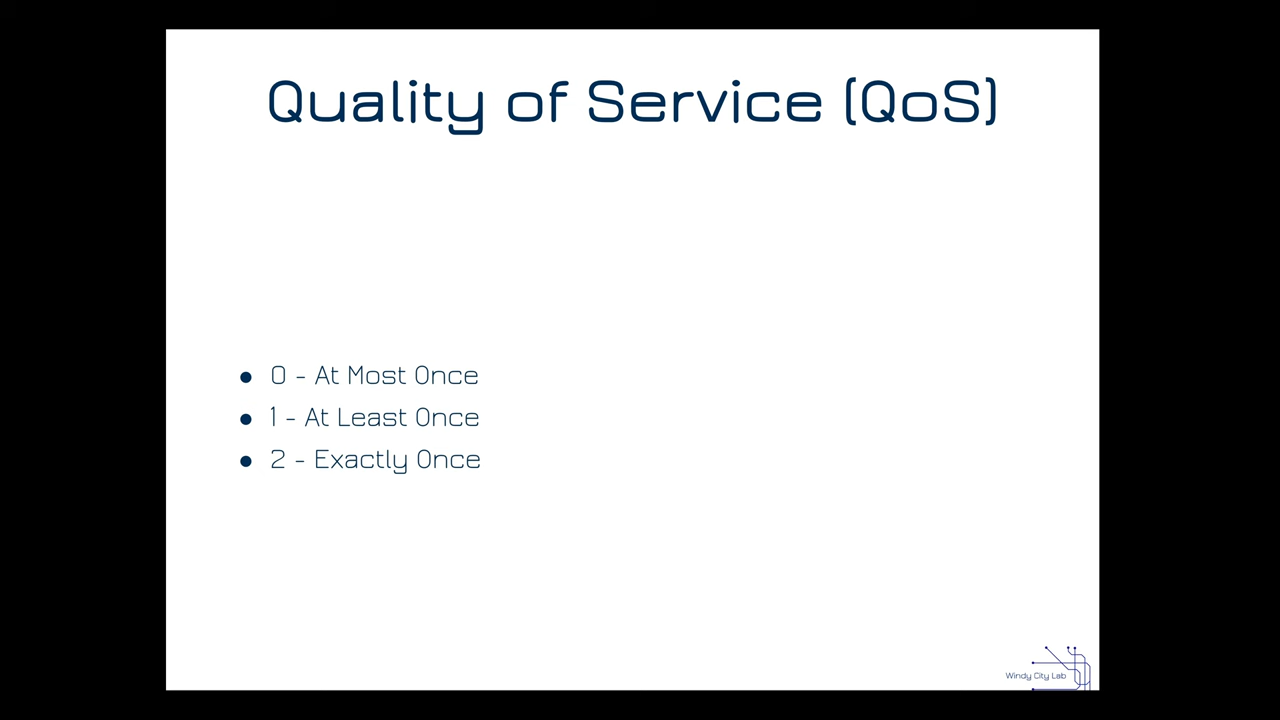 Quality of Service (QoS)
● 0 - At Most Once
● 1 - At Least Once
● 2 - Exactly Once
Windy City Lab